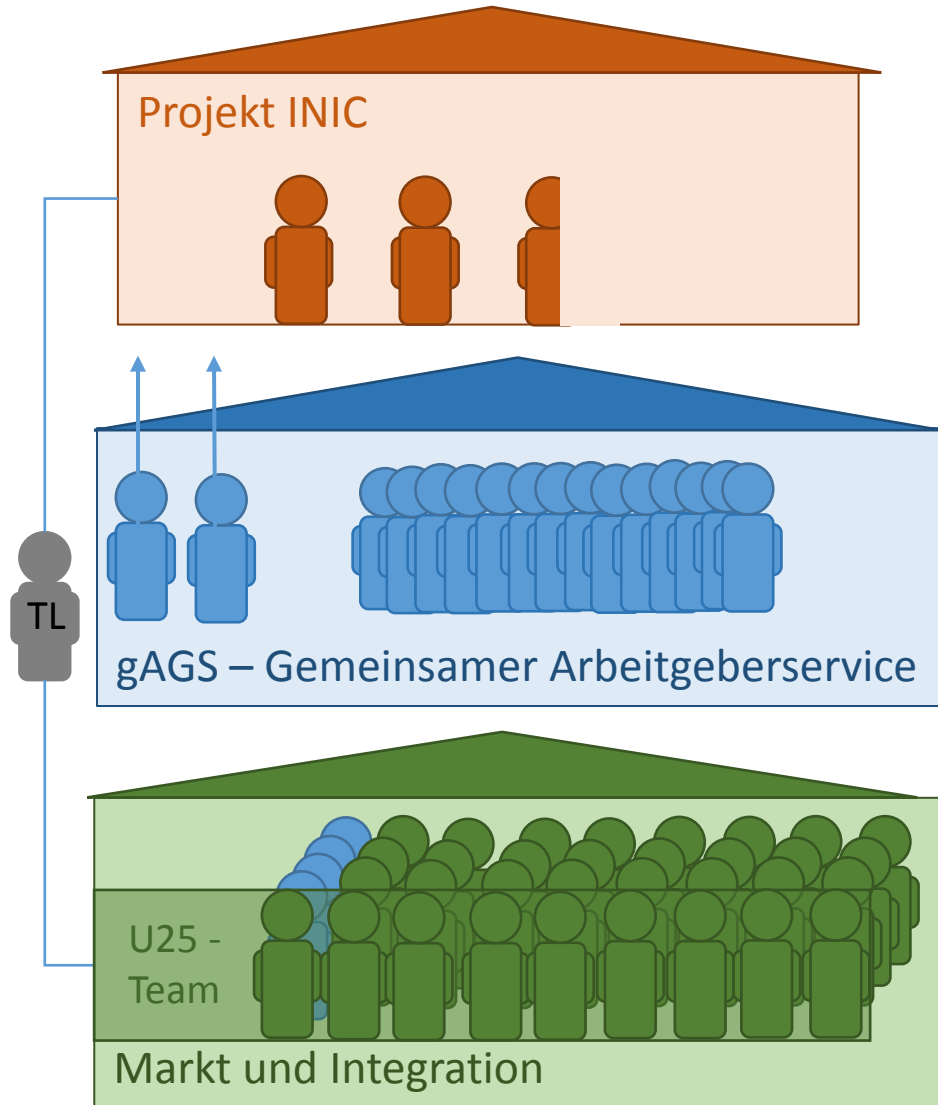 Projekt INIC
TL
gAGS – Gemeinsamer Arbeitgeberservice
U25 -
Team
Markt und Integration